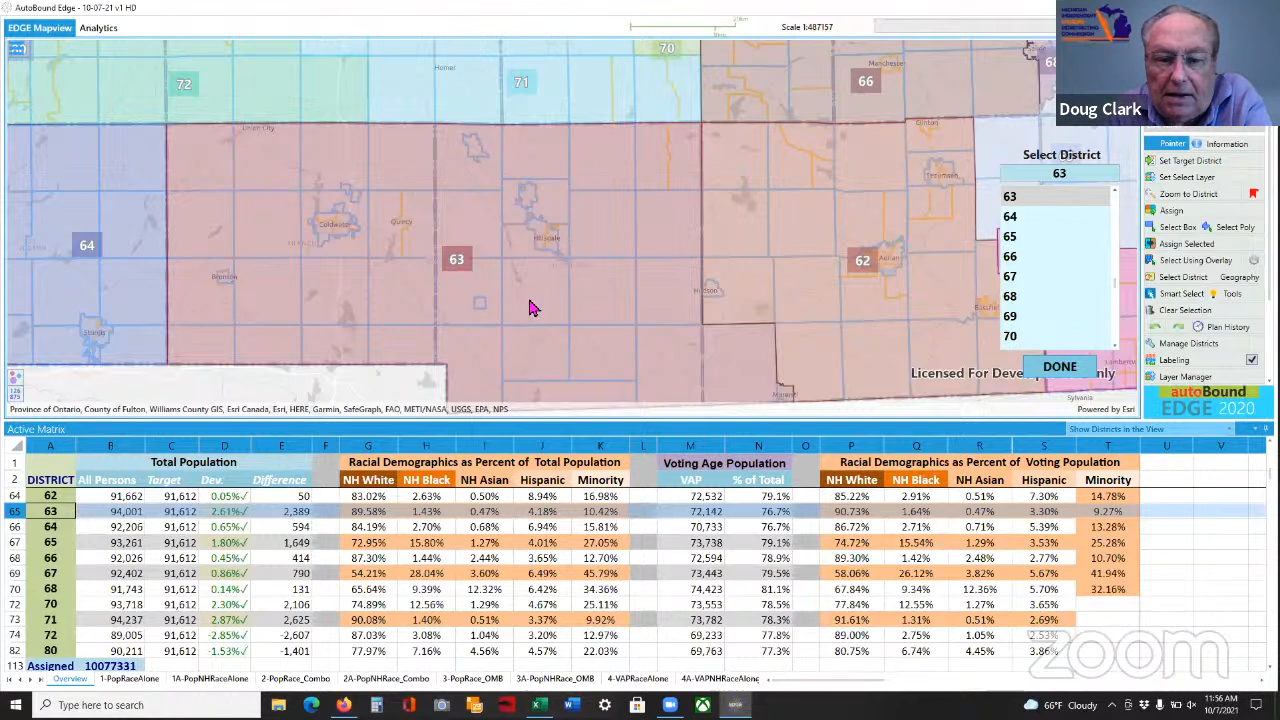 AutoBound Edge - 10-07-21 v1 HD
EDGE Mapview Analytics
Scale 1:487157
MICHIGAN
INDEPENDENT
CITIZENS
REDISTRICTING
COMMISSION
Doug Clark
70
72
Homer
71
Manchester
66
Union City
Clinton
Tecumseh
Coldwater
Quincy
Hillsdale
64
63
62
Adrian
Bronson
Hudson
Sturgis
Morenci
Sylvania
Select District
63
63
64
65
66
67
68
69
70
DONE
Licensed For Develop
only
Province of Ontario, County of Fulton, Williams County GIS, Esri Canada, Esri, HERE, Garmin, SafeGraph, FAO, METI/NASA, USGS, EPA, NPS
Powered by Esri
Pointer Information
Set Target District
Set Select Layer
Zoom to District
Assign
Select Box Select Poly
Assign Selected
Select Using Overlay
Select District Geography
Smart Select Tools
Clear Selection
Plan History
Manage Districts
Labeling
Layer Manager
autoBound
EDGE 2020
Active Matrix
Show Districts in the View
A B C D E F G H I J K L M N O P Q R S T U V
1 Total Population Racial Demographics as Percent of Total Population Voting Age Population Racial Demographics as Percent of Voting Population
2 DISTRICT All Persons Target Dev. Difference NH White NH Black NH Asian Hispanic Minority VAP % of Total NH White NH Black NH Asian Hispanic Minority
64 62 91,662 91,612 0.05%✓ 50 83.02% 2.63% 0.50% 8.94% 16.98% 72,532 79.1% 85.22% 2.91% 0.51% 7.30% 14.78%
65 63 94,001 91,612 2.61%✓ 2,389 89.58% 1.43% 0.47% 4.18% 10.42% 72,142 76.7% 90.73% 1.64% 0.47% 3.30% 9.27%
66 64 92,206 91,612 0.65%✓ 594 84.19% 2.70% 0.68% 6.94% 15.81% 70,733 76.7% 86.72% 2.71% 0.71% 5.39% 13.28%
67 65 93,261 91,612 1.80%✓ 1,649 72.95% 15.80% 1.27% 4.01% 27.05% 73,738 79.1% 74.72% 15.54% 1.29% 3.53% 25.28%
68 66 92,026 91,612 0.45%✓ 414 87.30% 1.44% 2.44% 3.65% 12.70% 72,594 78.9% 89.30% 1.42% 2.48% 2.77% 10.70%
69 67 92,402 91,612 0.86%✓ 790 54.21% 28.04% 3.60% 6.49% 45.79% 73,443 79.5% 58.06% 26.12% 3.82% 5.67% 41.94%
70 68 91,743 91,612 0.14%✓ 131 65.64% 9.39% 12.32% 6.42% 34.36% 74,423 81.1% 67.84% 9.34% 12.36% 5.70% 32.16%
72 70 93,718 91,612 2.30%✓ 2,106 74.89% 12.56% 1.29% 4.67% 25.11% 73,553 78.5% 77.84% 12.55% 1.27% 3.65%
73 71 94,237 91,612 2.87%✓ 2,625 90.08% 1.40% 0.51% 3.37% 9.92% 73,782 78.3% 91.61% 1.31% 0.51% 2.69%
74 72 89,005 91,612 -2.85%✓ -2,607 87.03% 3.08% 1.04% 3.20% 12.97% 69,233 77.8% 89.00% 2.75% 1.05% 2.53%
82 80 90,211 91,612 -1.53%✓ -1,401 77.97% 7.16% 4.56% 4.57% 22.03% 69,763 77.3% 80.75% 6.74% 4.45% 3.86%
113 Assigned 10077331
zoom
Overview 1-PopRaceAlone 1A-PopNHRaceAlone 2-PopRace_Combo 2A-PopNHRace_Combo 3-PopRace_OMB 3A-PopNHRace_OMB 4-VAPRaceAlone 4A-VAPNHRaceAlone
Type here to search
66°F Cloudy
11:56 AM
10/7/2021